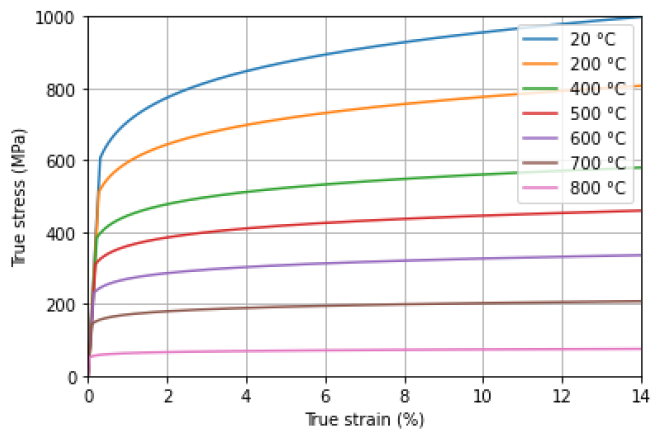 1000
800
600
400
200
0
True stress (MPa)
0 2 4 6 8 10 12 14
True strain (%)
20 °C
200 °C
400 °C
500 °C
600 °C
700 °C
800 °C